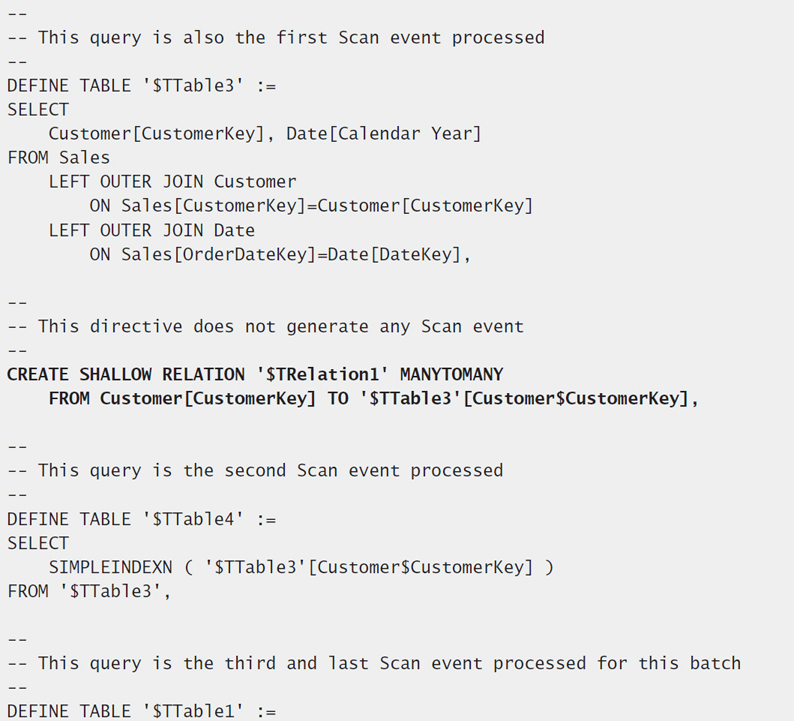 --
-- This query is also the first Scan event processed
--
DEFINE TABLE '$TTable3' :=
SELECT
    Customer[CustomerKey], Date[Calendar Year]
FROM Sales
    LEFT OUTER JOIN Customer
        ON Sales[CustomerKey]=Customer[CustomerKey]
    LEFT OUTER JOIN Date
        ON Sales[OrderDateKey]=Date[DateKey],
--
-- This directive does not generate any Scan event
--
CREATE SHALLOW RELATION '$TRelation1' MANYTOMANY
    FROM Customer[CustomerKey] TO '$TTable3'[Customer$CustomerKey],
--
-- This query is the second Scan event processed
--
DEFINE TABLE '$TTable4' :=
SELECT
    SIMPLEINDEXN ( '$TTable3'[Customer$CustomerKey] )
FROM '$TTable3',
--
-- This query is the third and last Scan event processed for this batch
--
DEFINE TABLE '$TTable1' :=